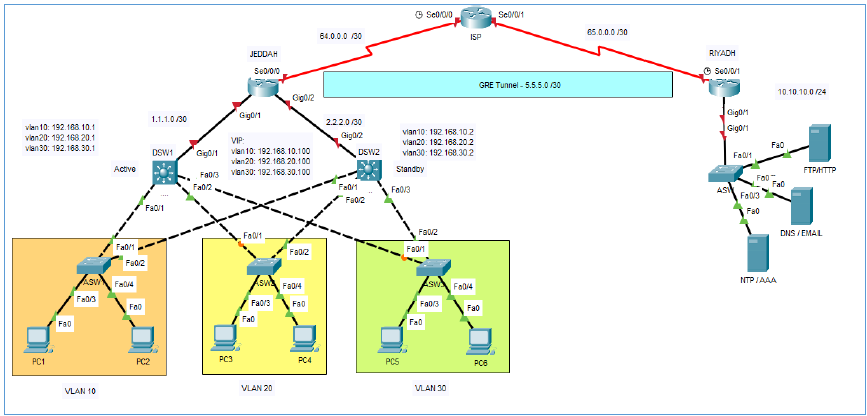 Se0/0/0
Se0/0/1
ISP
64.0.0.0 /30
65.0.0.0 /30
JEDDAH
Se0/0/0
RIYADH
Se0/0/1
GRE Tunnel - 5.5.5.0 /30
Gig0/2
Gig0/1
10.10.10.0 /24
1.1.1.0 /30
2.2.2.0 /30
Gig0/1
Gig0/1
vlan10: 192.168.10.1
vlan20: 192.168.20.1
vlan30: 192.168.30.1
VIP:
vlan10: 192.168.10.100
vlan20: 192.168.20.100
vlan30: 192.168.30,100
Gig0/2
vlan10: 192.168.10.2
vlan20: 192.168.20.2
vlan30: 192.168.30.2
DSW1
Gig0/1
DSW2
Active
Standby
Fa0/3
Fa0/2
Fa0/1
Fa0/1
Fa0/2
Fa0/3
Fa0/1
Fa0
FTP/HTTP
Fa0
Fa0
ASW
Fa0/3
Fa0
DNS / EMAIL
Fa0
NTP / AAA
Fa0/1
Fa0/2
ASW1
Fa0/4
Fa0/3
Fa0
Fa0
PC1
PC2
VLAN 10
Fa0/1
Fa0/2
ASW2
Fa0/4
Fa0/3
Fa0
Fa0
PC3
PC4
VLAN 20
Fa0/2
Fa0/1
ASW3
Fa0/4
Fa0/3
Fa0
Fa0
PC5
PC6
VLAN 30